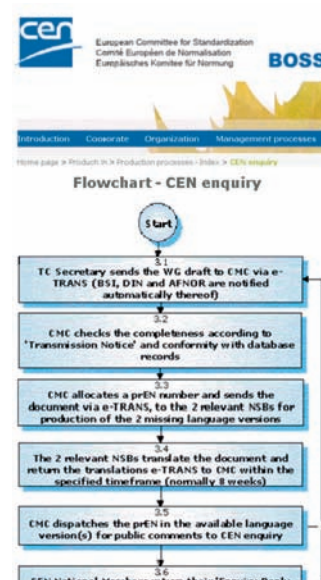 cen
European Committee for Standardization
Comité Européen de Normalisation
Europäisches Komitee für Normung
BOSS
Introduction Corporate Organization Management processes
Home page > Products > Production processes - Index > CEN enquiry
Flowchart - CEN enquiry
Start
3.1
TC Secretary sends the WG draft to CMC via e-
TRANS (BSI, DIN and AFNOR are notified
automatically thereof)
3.2
CMC checks the completeness according to
'Transmission Notice' and conformity with database
records
3.3
CMC allocates a prEN number and sends the
document via e-TRANS, to the 2 relevant NSBs for
production of the 2 missing language versions
3.4
The 2 relevant NSBs translate the document and
return the translations e-TRANS to CMC within the
specified timeframe (normally 8 weeks)
3.5
CMC dispatches the prEN in the available language
version(s) for public comments to CEN enquiry
3.6